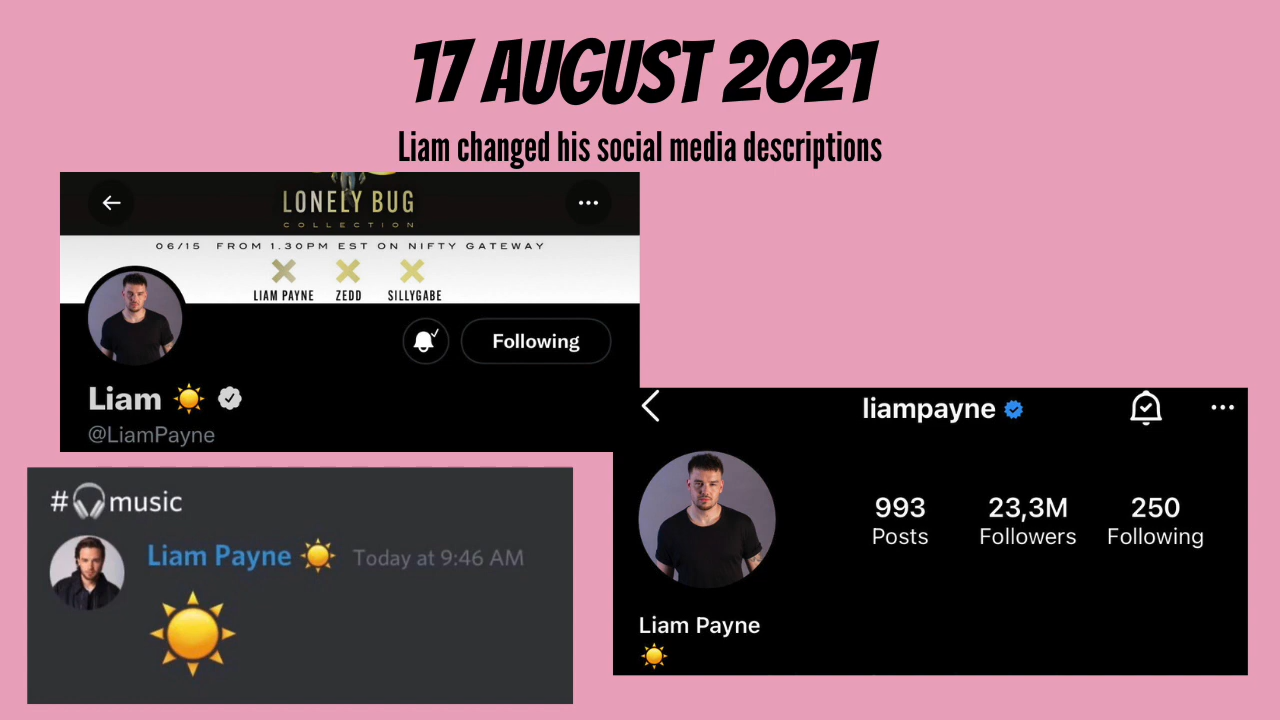 17 AUGUST 2021
Liam changed his social media descriptions
LONELY BUG
COLLECTION
06/15 FROM 1.30PM EST ON NIFTY GATEWAY
LIAM PAYNE ZEDD SILLYGABE
Following
Liam ☀️
@LiamPayne
liampayne
993 23,3M 250
Posts Followers Following
Liam Payne
☀️
#🎧music
Liam Payne ☀️ Today at 9:46 AM
☀️